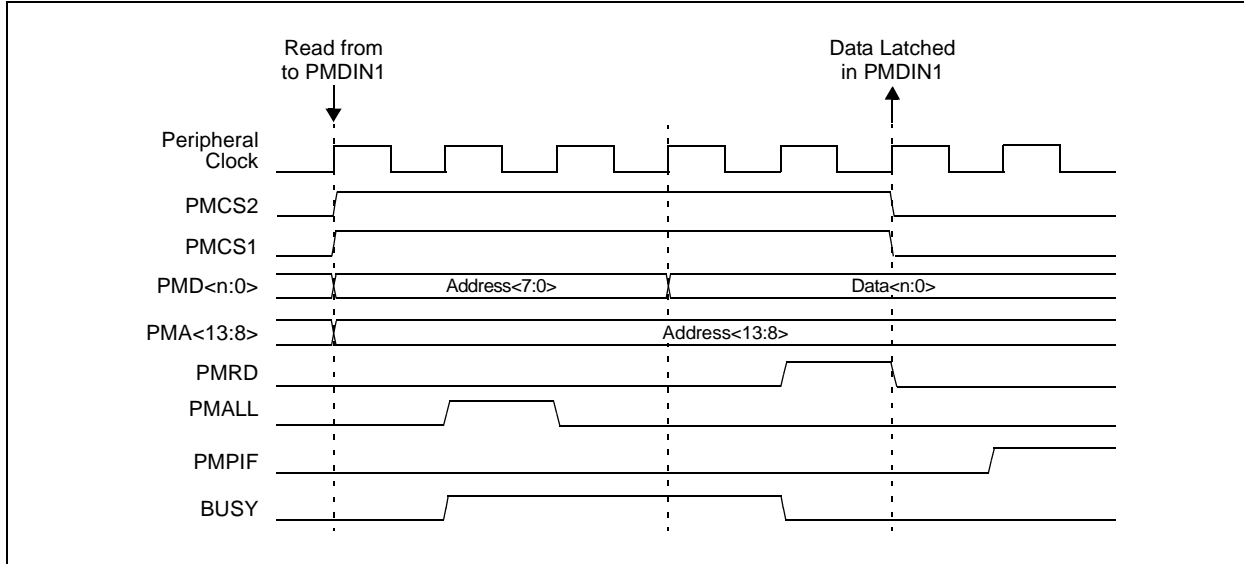 Read from
to PMDIN1
Data Latched
in PMDIN1
Peripheral
Clock
PMCS2
PMCS1
PMD<n:0>
Address<7:0>
Data<n:0>
PMA<13:8>
Address<13:8>
PMRD
PMALL
PMPIF
BUSY